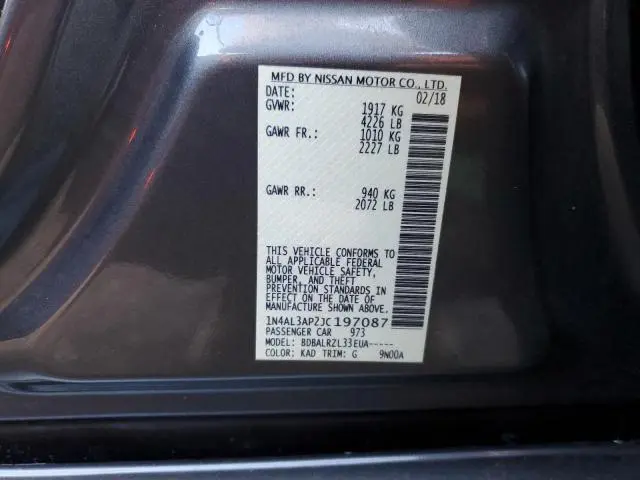 MFD BY NISSAN MOTOR CO., LTD.
DATE: 02/18
GVWR: 1917 KG
4226 LB
GAWR FR.: 1010 KG
2227 LB
GAWR RR.: 940 KG
2072 LB
THIS VEHICLE CONFORMS TO
ALL APPLICABLE FEDERAL
MOTOR VEHICLE SAFETY,
BUMPER, AND THEFT
PREVENTION STANDARDS IN
EFFECT ON THE DATE OF
MANUFACTURE SHOWN ABOVE.
1N4AL3AP2JC197087
PASSENGER CAR 973
MODEL: BDBALRZL33EUA-----
COLOR: KAD TRIM: G 9N00A